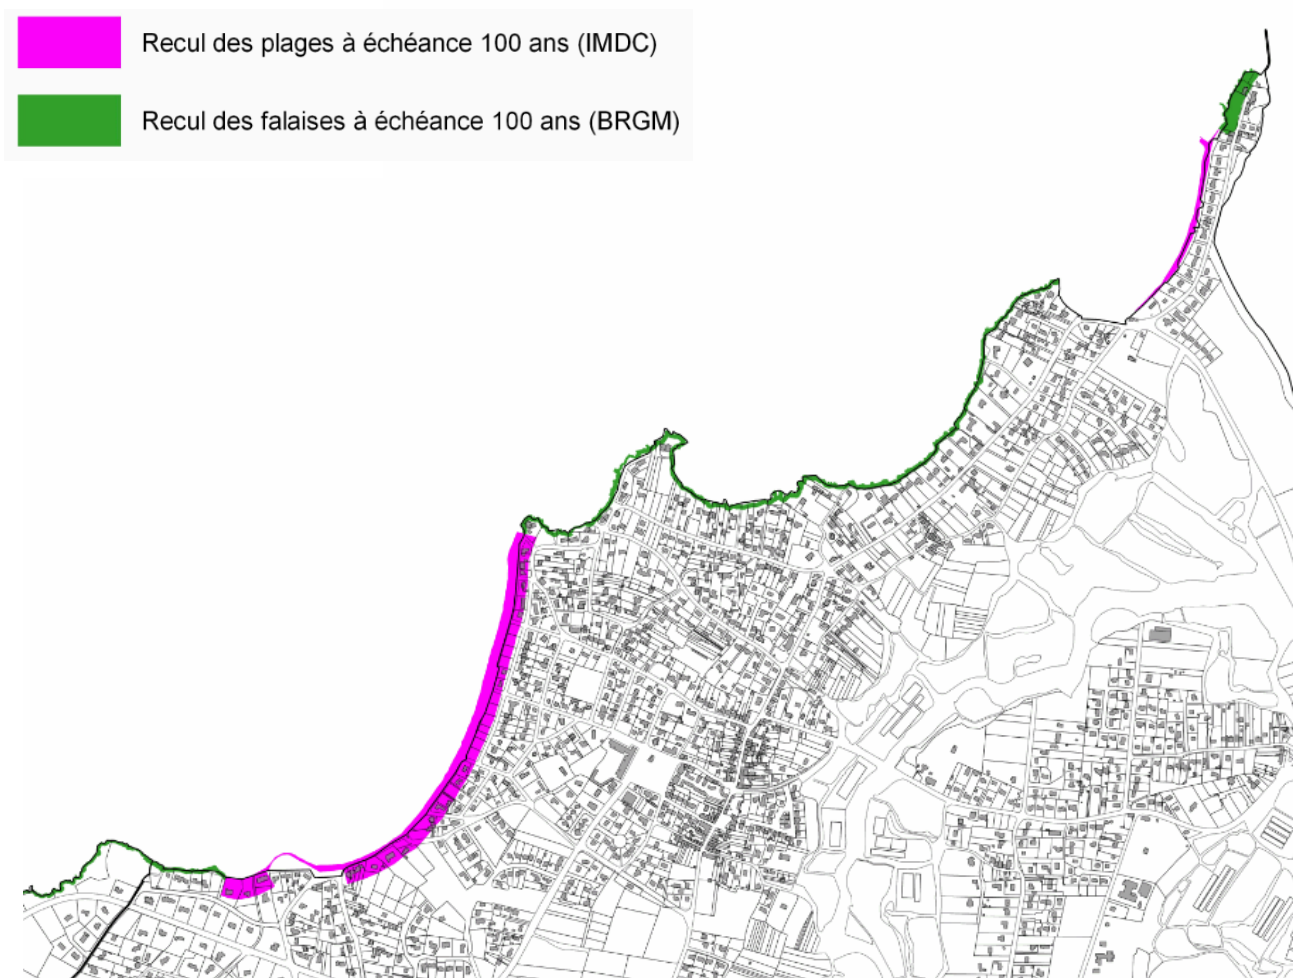 Recul des plages à échéance 100 ans (IMDC)
Recul des falaises à échéance 100 ans (BRGM)